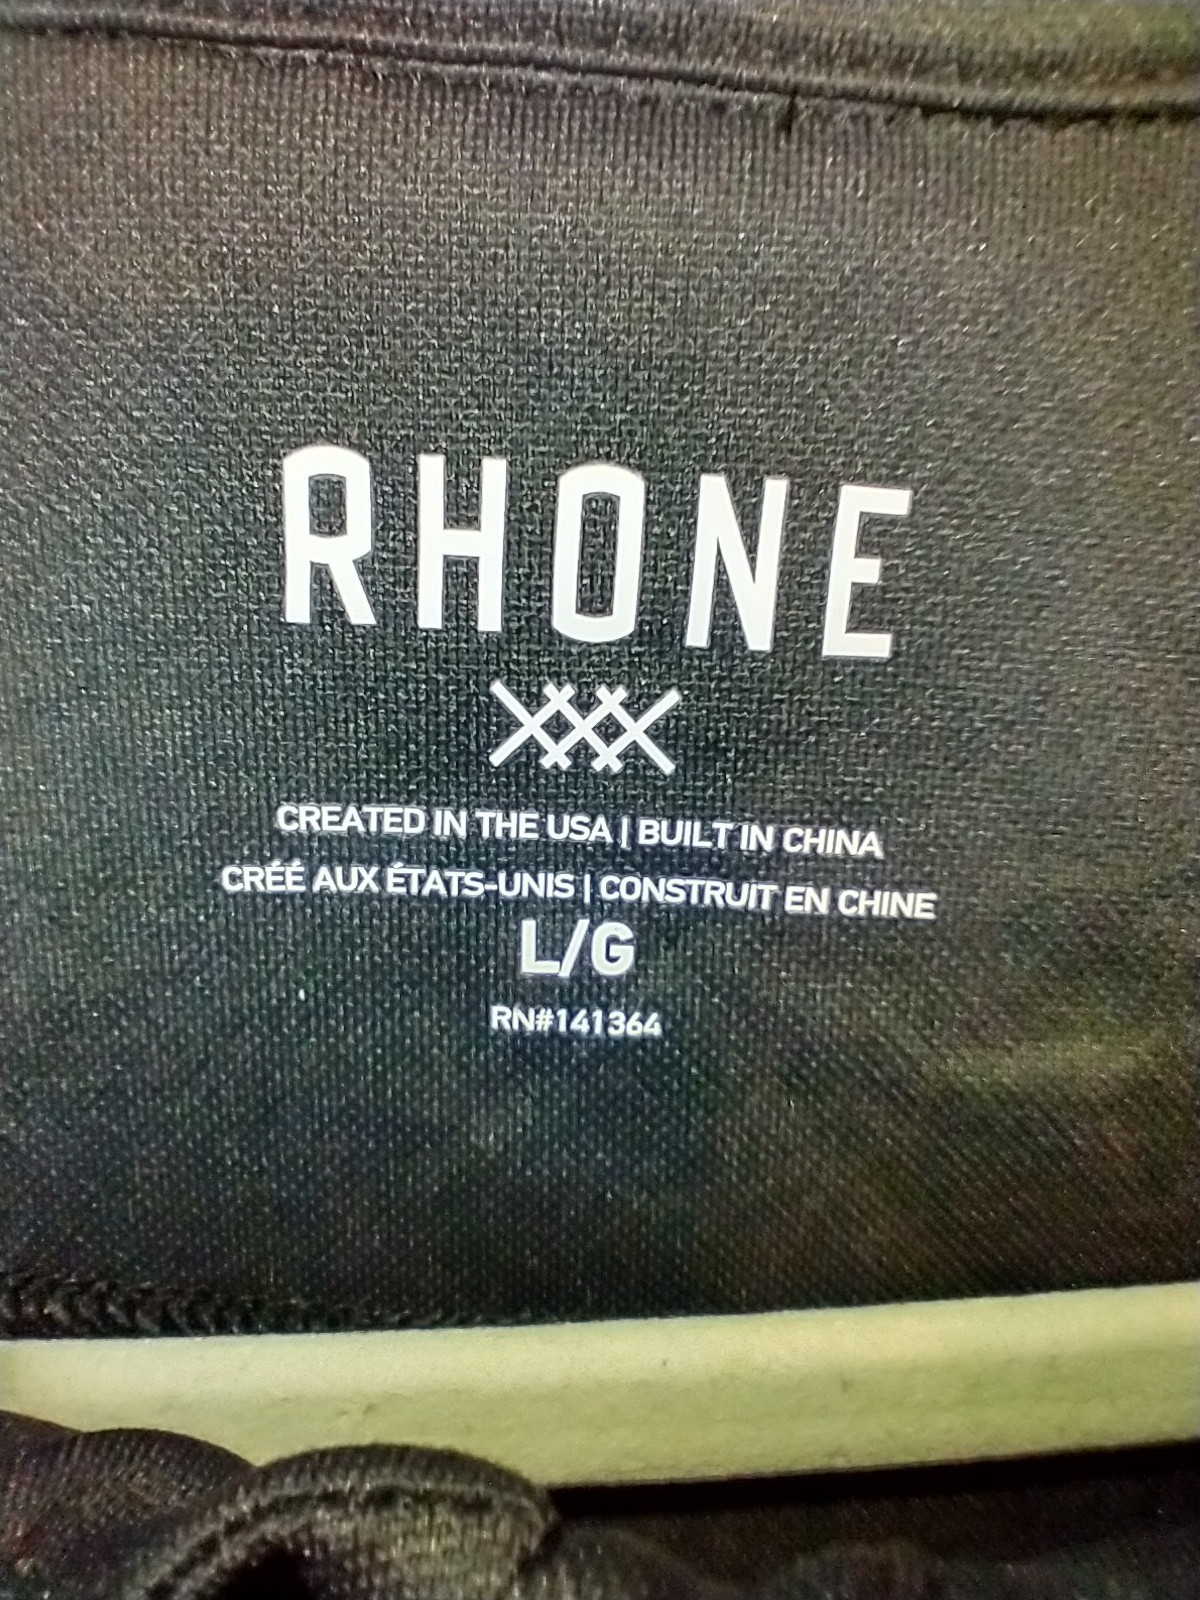 RHONE
CREATED IN THE USA | BUILT IN CHINA
CRÉÉ AUX ÉTATS-UNIS | CONSTRUIT EN CHINE
L/G
RN#141364